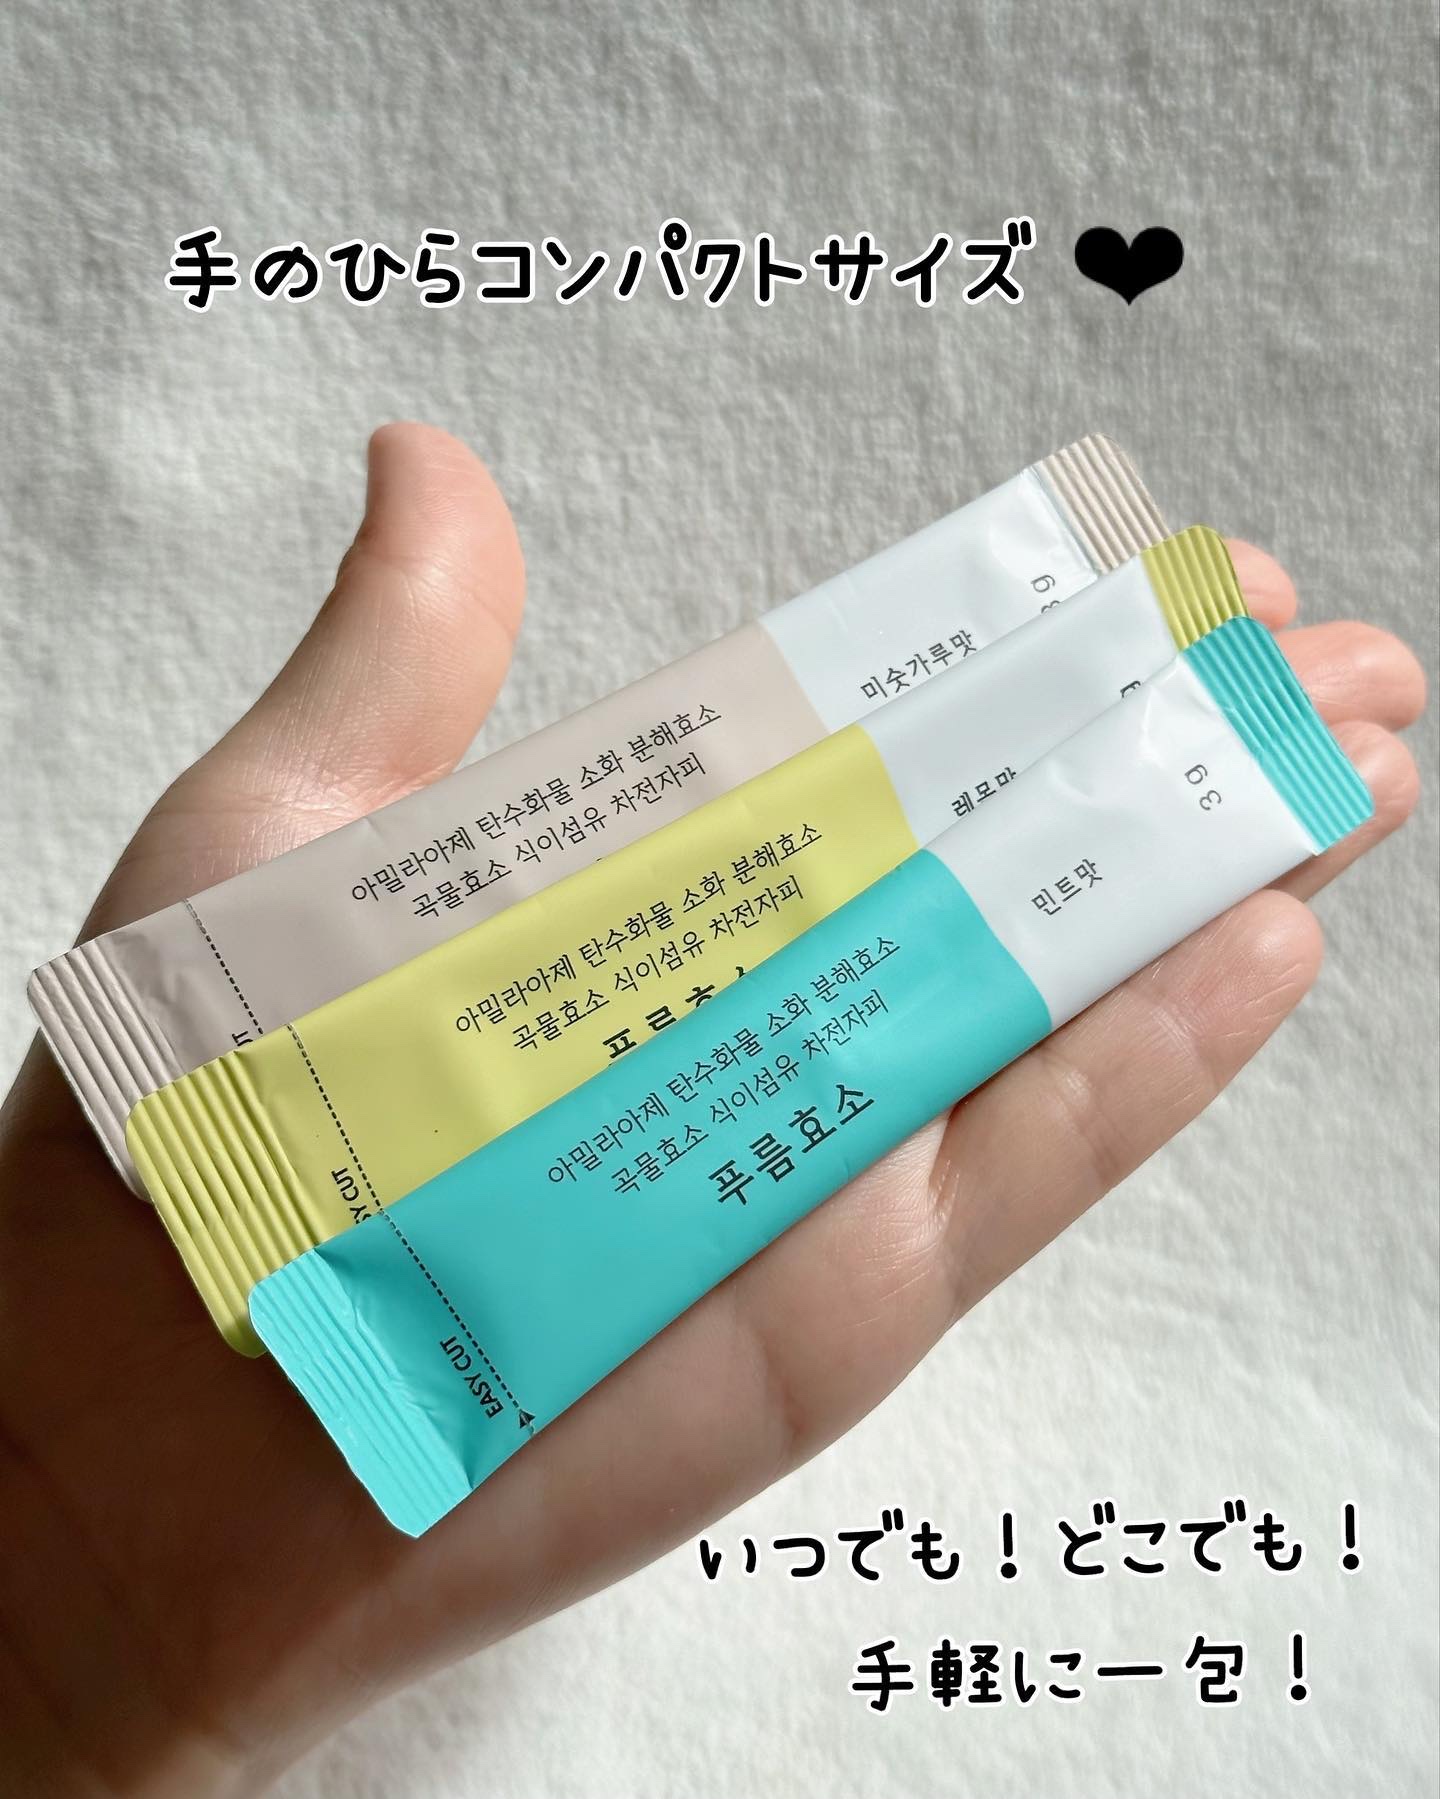 手のひらコンパクトサイズ ❤
미숫가루맛
아밀라아제 탄수화물 소화 분해효소
곡물효소 식이섬유 차전자피
레모맛
아밀라아제 탄수화물 소화 분해효소
곡물효소 식이섬유 차전자피
푸름효
CUT
3g
민트맛
아밀라아제 탄수화물 소화 분해효소
곡물효소 식이섬유 차전자피
푸름효소
EASY CUT
いつでも！どこでも！
手軽に一包！